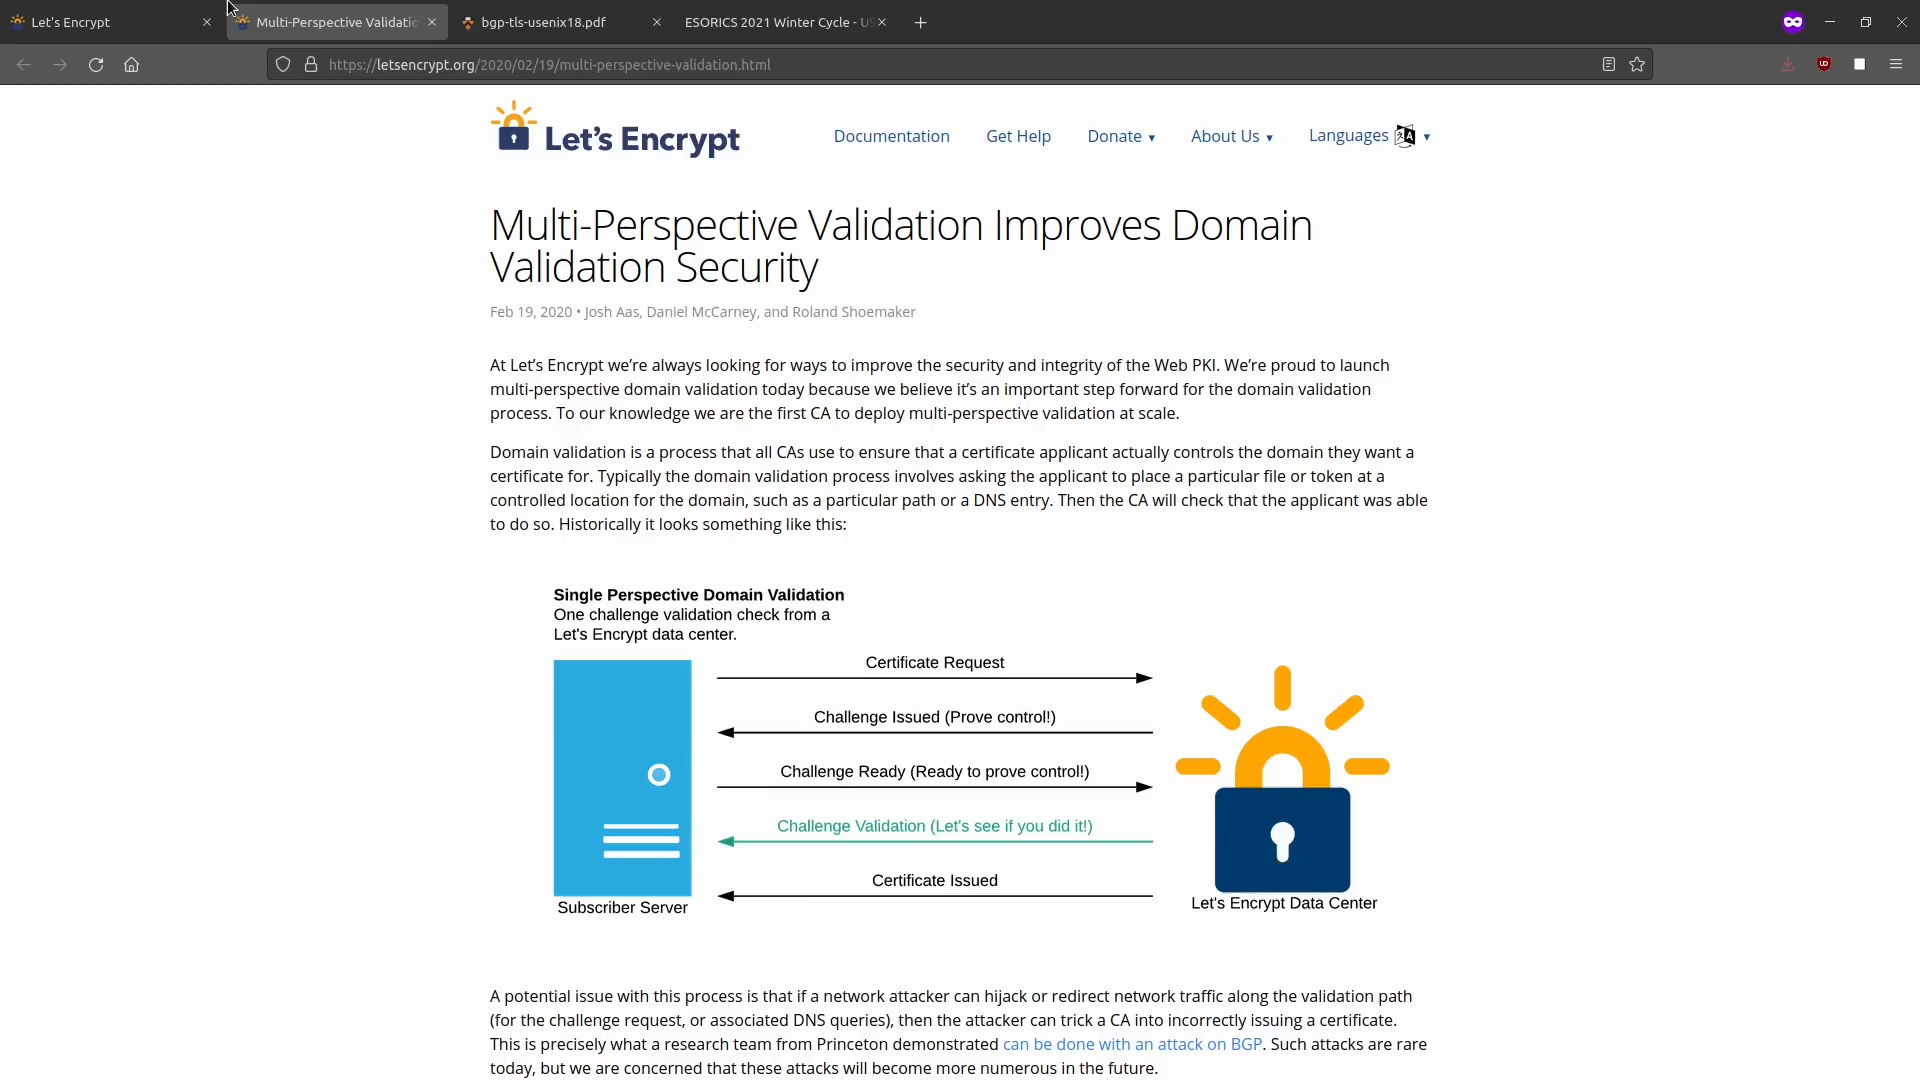 Let's Encrypt
Multi-Perspective Validatio
bgp-tls-usenix18.pdf
ESORICS 2021 Winter Cycle - US
https://letsencrypt.org/2020/02/19/multi-perspective-validation.html
Let's Encrypt
Documentation
Get Help
Donate ▼
About Us ▼
Languages ▼
Multi-Perspective Validation Improves Domain
Validation Security
Feb 19, 2020 • Josh Aas, Daniel McCarney, and Roland Shoemaker
At Let’s Encrypt we’re always looking for ways to improve the security and integrity of the Web PKI. We’re proud to launch
multi-perspective domain validation today because we believe it’s an important step forward for the domain validation
process. To our knowledge we are the first CA to deploy multi-perspective validation at scale.
Domain validation is a process that all CAs use to ensure that a certificate applicant actually controls the domain they want a
certificate for. Typically the domain validation process involves asking the applicant to place a particular file or token at a
controlled location for the domain, such as a particular path or a DNS entry. Then the CA will check that the applicant was able
to do so. Historically it looks something like this:
Single Perspective Domain Validation
One challenge validation check from a
Let's Encrypt data center.
Certificate Request
Challenge Issued (Prove control!)
Challenge Ready (Ready to prove control!)
Challenge Validation (Let's see if you did it!)
Certificate Issued
Subscriber Server
Let's Encrypt Data Center
A potential issue with this process is that if a network attacker can hijack or redirect network traffic along the validation path
(for the challenge request, or associated DNS queries), then the attacker can trick a CA into incorrectly issuing a certificate.
This is precisely what a research team from Princeton demonstrated can be done with an attack on BGP. Such attacks are rare
today, but we are concerned that these attacks will become more numerous in the future.